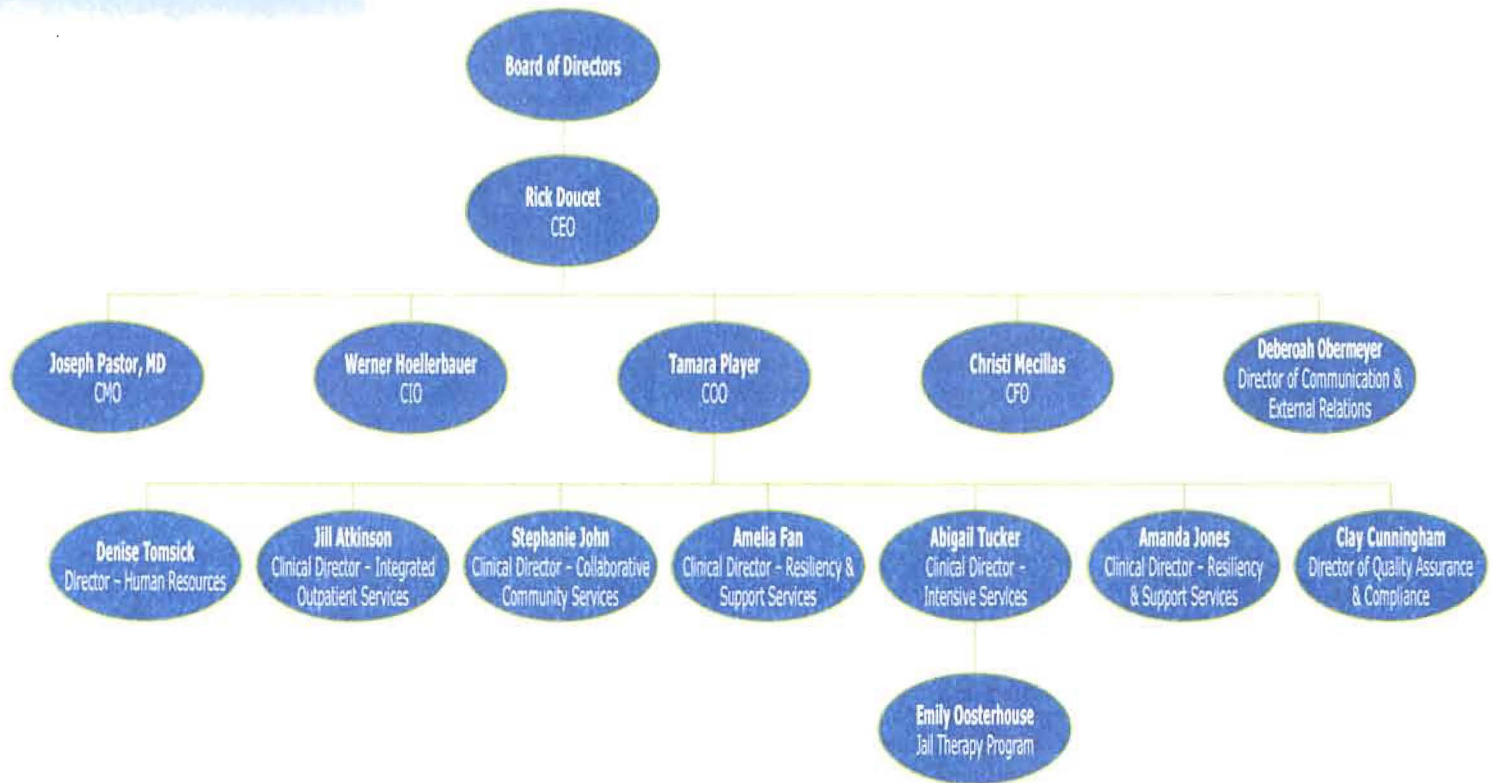 Board of Directors
Rick Doucet
CEO
Joseph Pastor, MD
CMO
Werner Hoellerbauer
CIO
Tamara Player
COO
Christi Mecillas
CFO
Deberoah Obermeyer
Director of Communication &
External Relations
Denise Tomsick
Director – Human Resources
Jill Atkinson
Clinical Director – Integrated
Outpatient Services
Stephanie John
Clinical Director – Collaborative
Community Services
Amelia Fan
Clinical Director – Resiliency &
Support Services
Abigail Tucker
Clinical Director –
Intensive Services
Amanda Jones
Clinical Director – Resiliency
& Support Services
Clay Cunningham
Director of Quality Assurance
& Compliance
Emily Oosterhouse
Jail Therapy Program